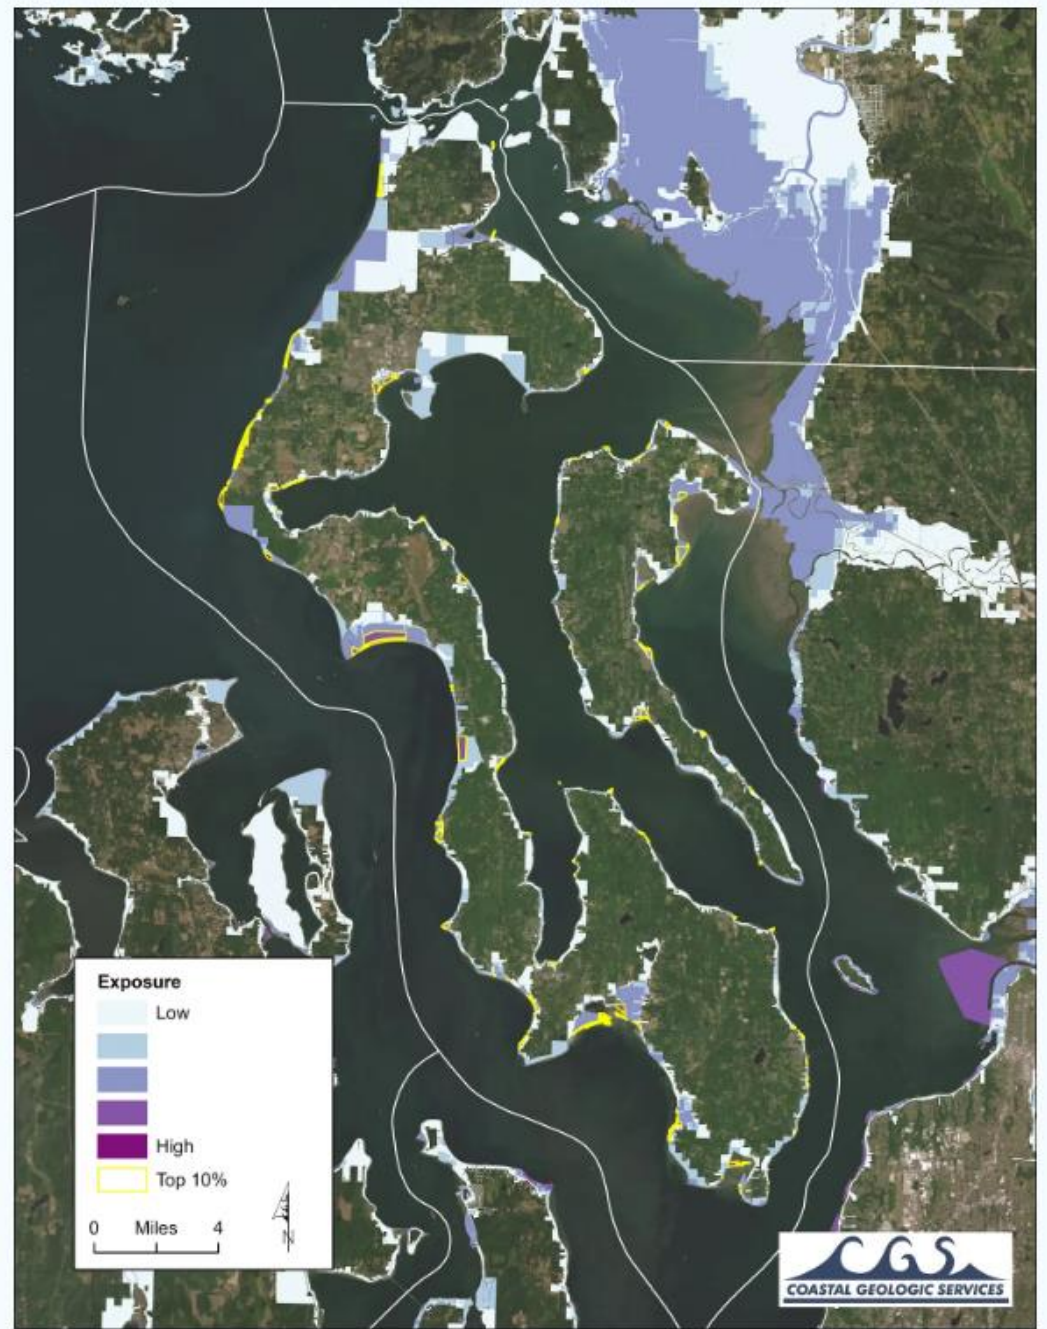 Exposure
Low
High
Top 10%
0 Miles 4
N
CGS
COASTAL GEOLOGIC SERVICES